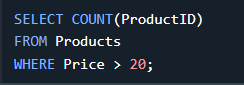 SELECT COUNT(ProductID)
FROM Products
WHERE Price > 20;